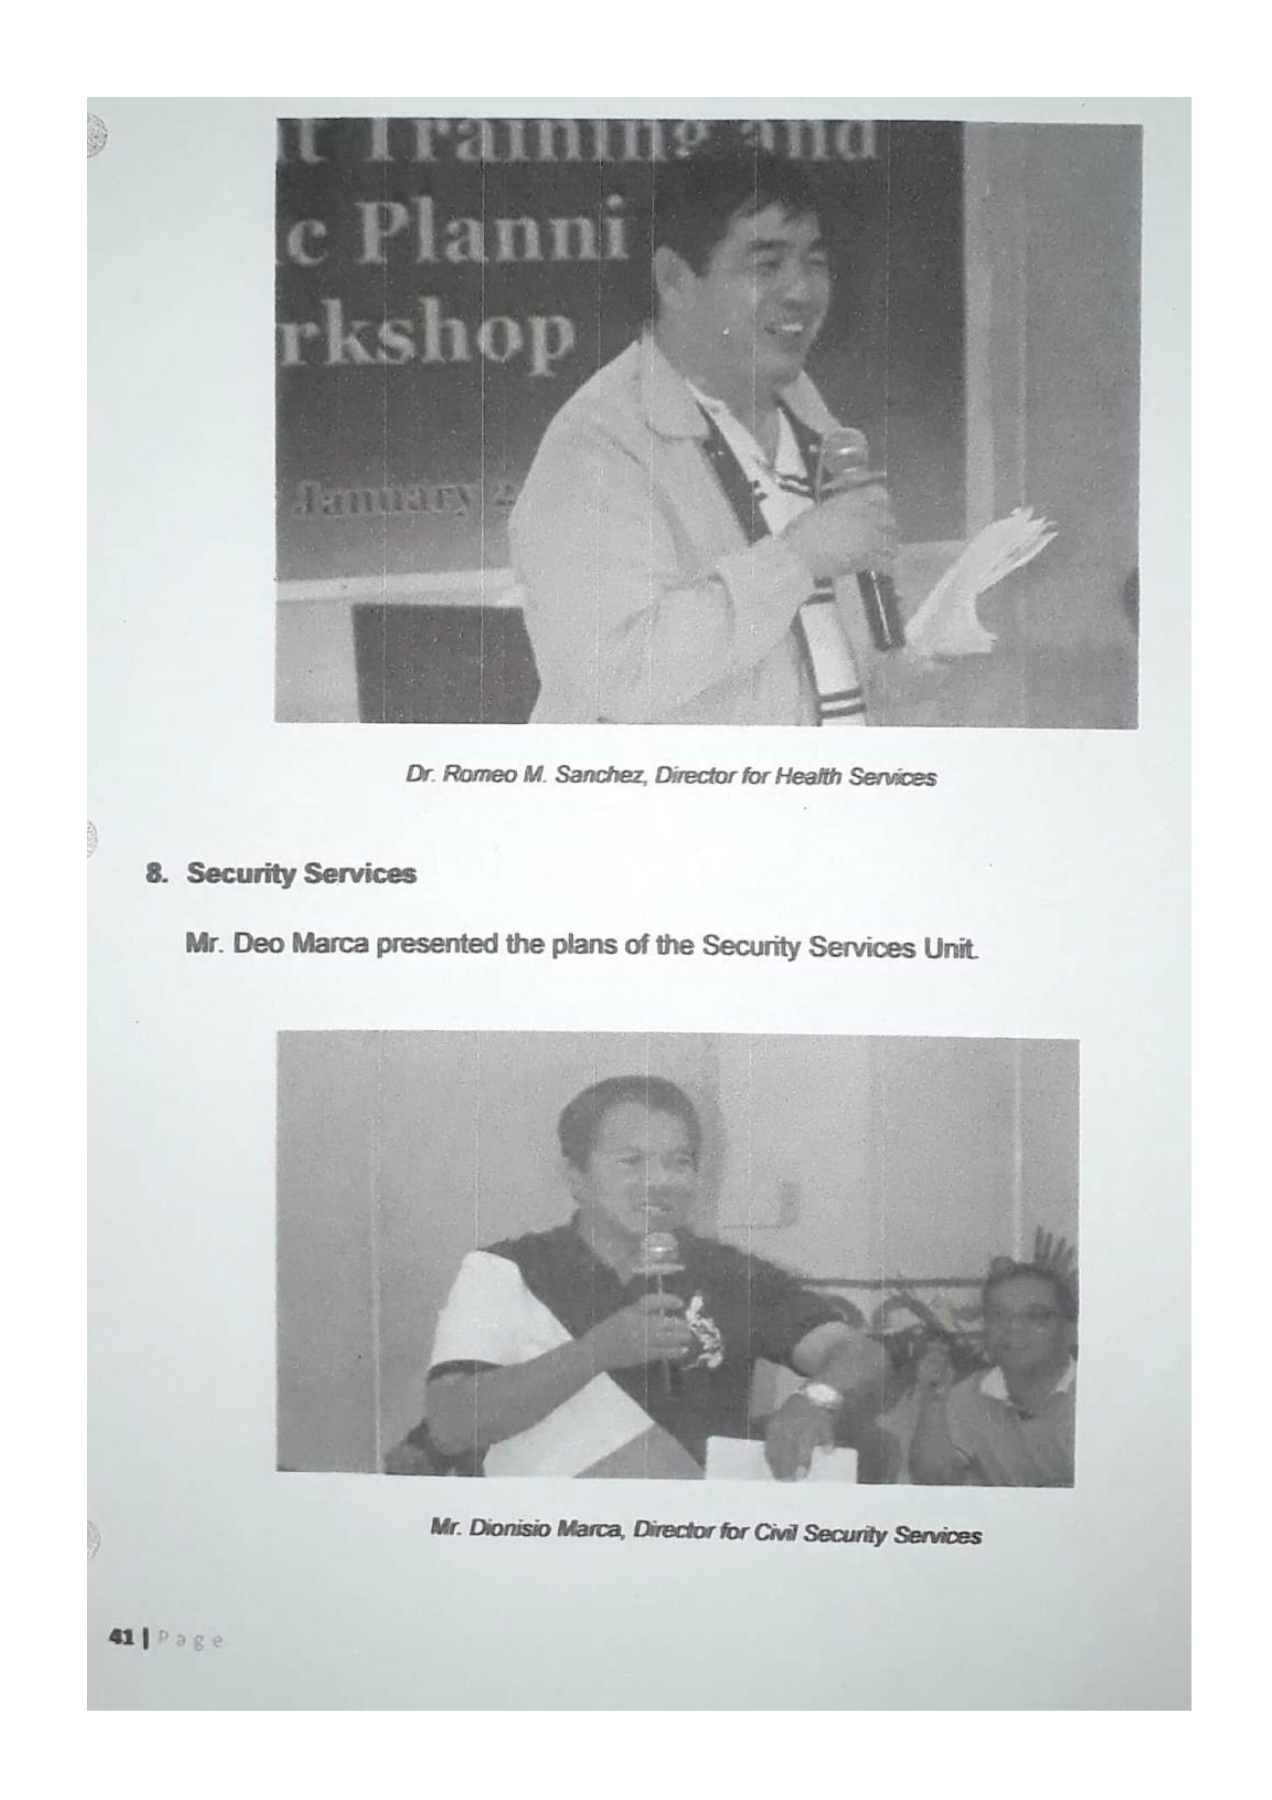 t Training and
c Planni
rkshop
January 2
Dr. Romeo M. Sanchez, Director for Health Services
8. Security Services
Mr. Deo Marca presented the plans of the Security Services Unit.
Mr. Dionisio Marca, Director for Civil Security Services
41 | Page